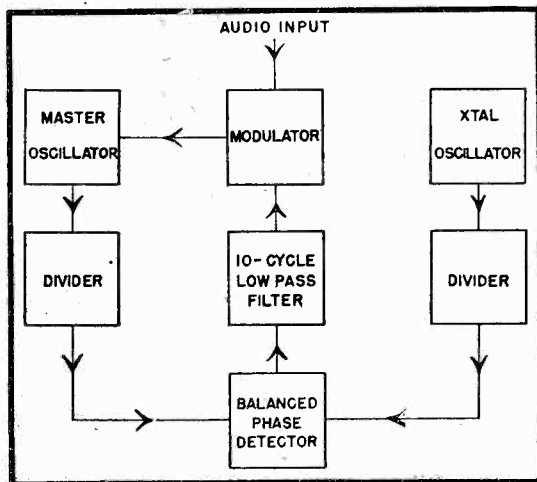 AUDIO INPUT
MASTER
OSCILLATOR
MODULATOR
XTAL
OSCILLATOR
DIVIDER
10-CYCLE
LOW PASS
FILTER
DIVIDER
BALANCED
PHASE
DETECTOR